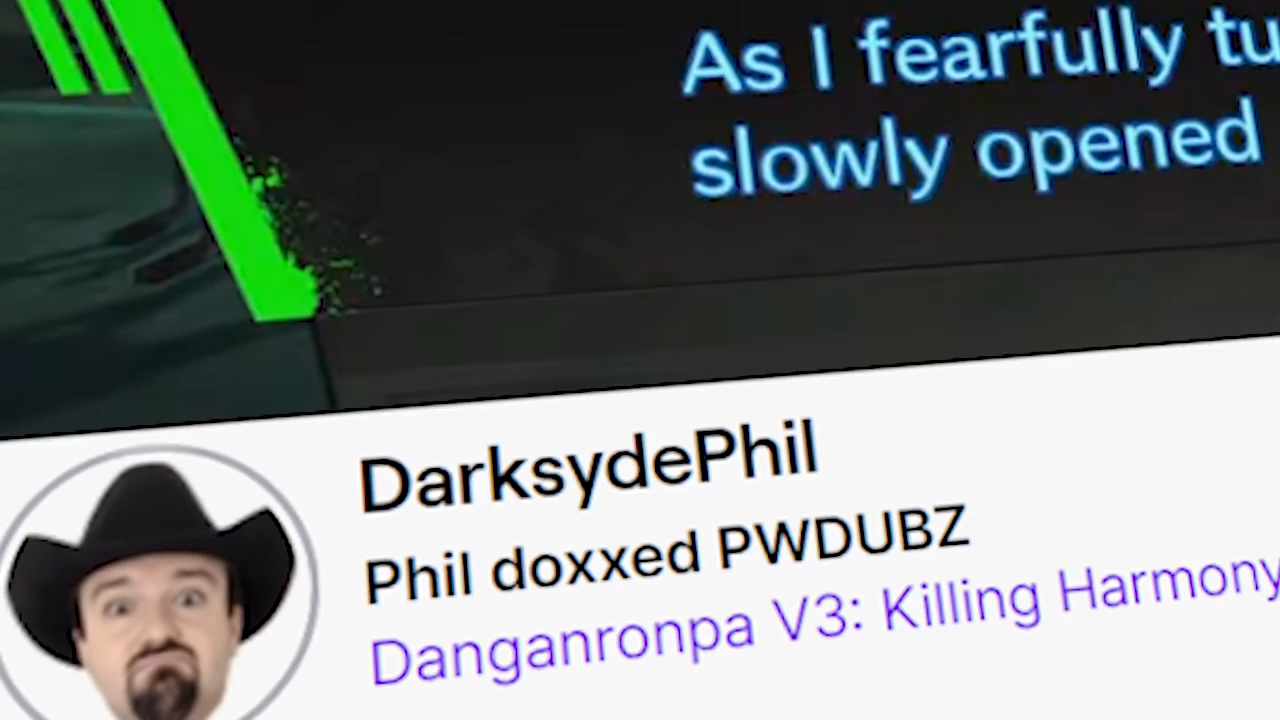 As I fearfully tu
slowly opened
DarksydePhil
Phil doxxed PWDUBZ
Danganronpa V3: Killing Harmony